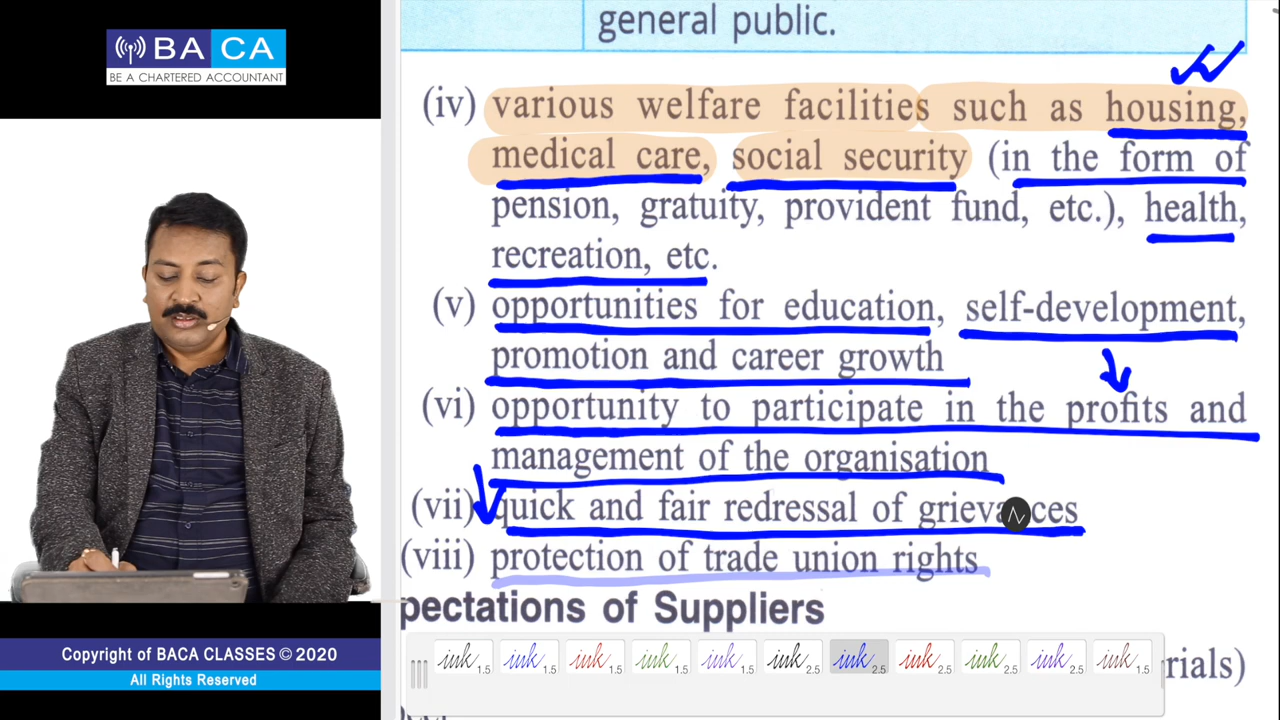 BACA
BE A CHARTERED ACCOUNTANT
general public.
(iv) various welfare facilities such as housing,
medical care, social security (in the form of
pension, gratuity, provident fund, etc.), health,
recreation, etc.
(v) opportunities for education, self-development,
promotion and career growth
(vi) opportunity to participate in the profits and
management of the organisation
(vii) quick and fair redressal of grievances
(viii) protection of trade union rights
pectations of Suppliers
ink 1.5 ink 1.5 ink 1.5 ink 1.5 ink 1.5 ink 2.5 ink 2.5 ink 2.5 ink 2.5 ink 2.5 ink 1.5
rials)
Copyright of BACA CLASSES © 2020
All Rights Reserved